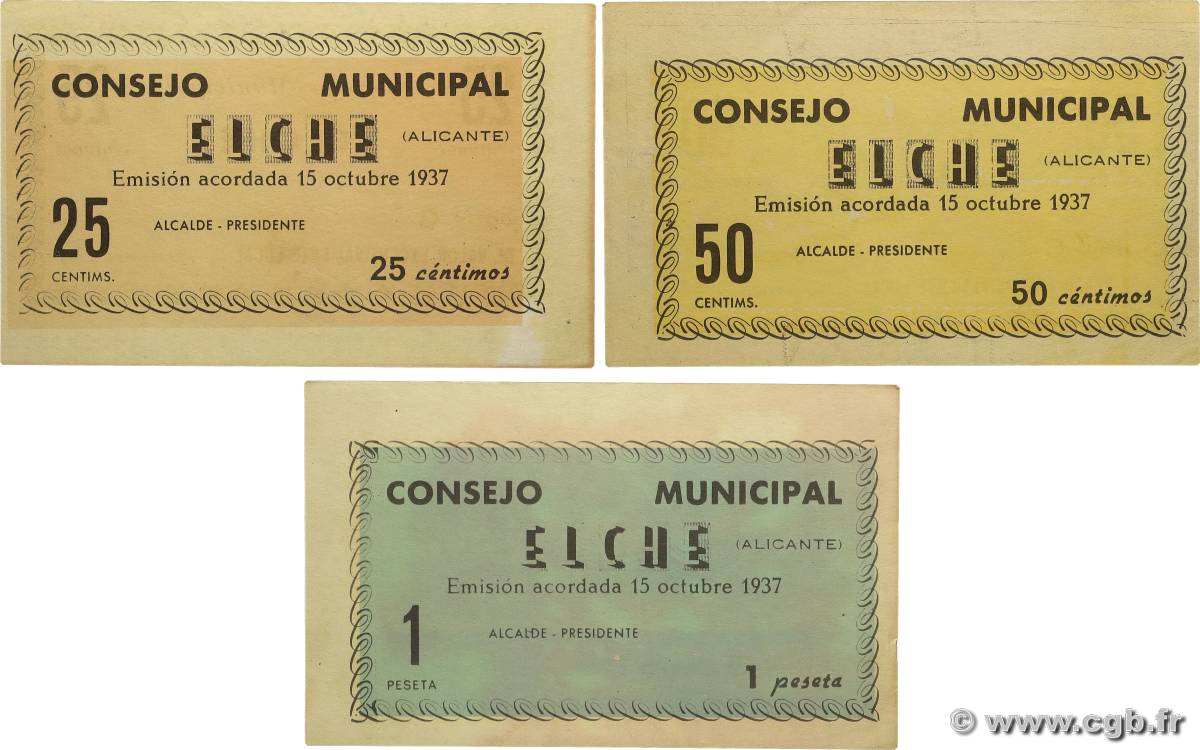 CONSEJO MUNICIPAL
ELCHE (ALICANTE)
Emisión acordada 15 octubre 1937
25
ALCALDE - PRESIDENTE
CENTIMS.
25 céntimos
CONSEJO MUNICIPAL
ELCHE (ALICANTE)
Emisión acordada 15 octubre 1937
50
ALCALDE - PRESIDENTE
CENTIMS.
50 céntimos
CONSEJO MUNICIPAL
ELCHE (ALICANTE)
Emisión acordada 15 octubre 1937
1
ALCALDE - PRESIDENTE
PESETA
1 peseta
© www.cgb.fr